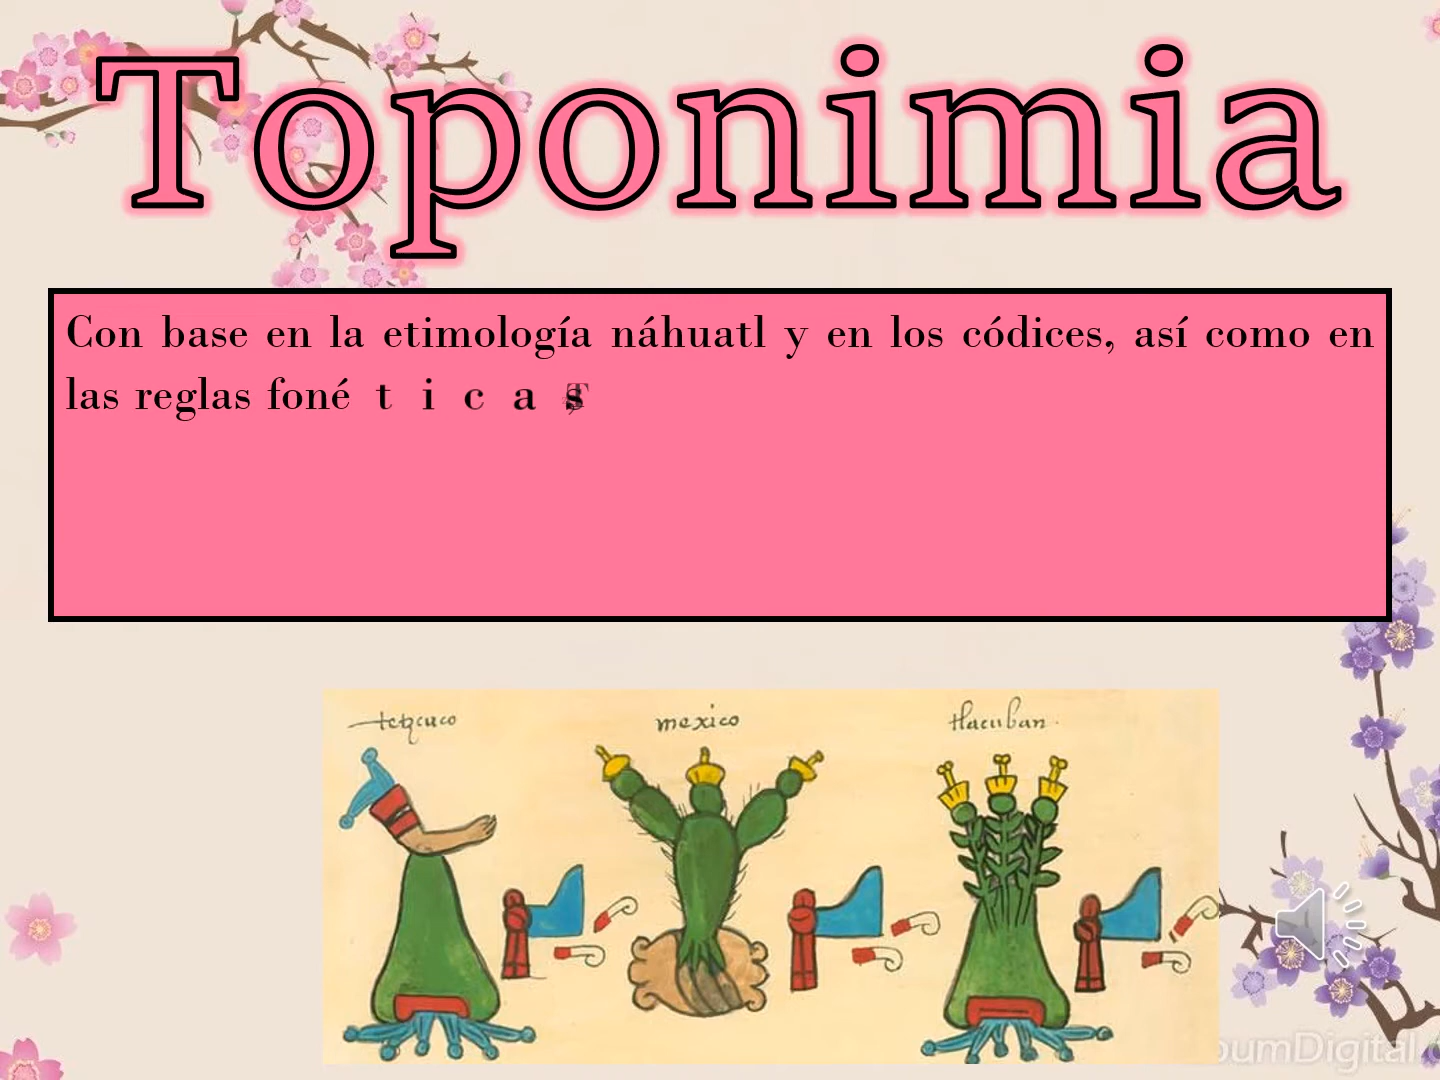 Toponimia
Con base en la etimología náhuatl y en los códices, así como en
las reglas foné t i c a s
tetzcuco
mexico
tlacuban.
oumDigital.c